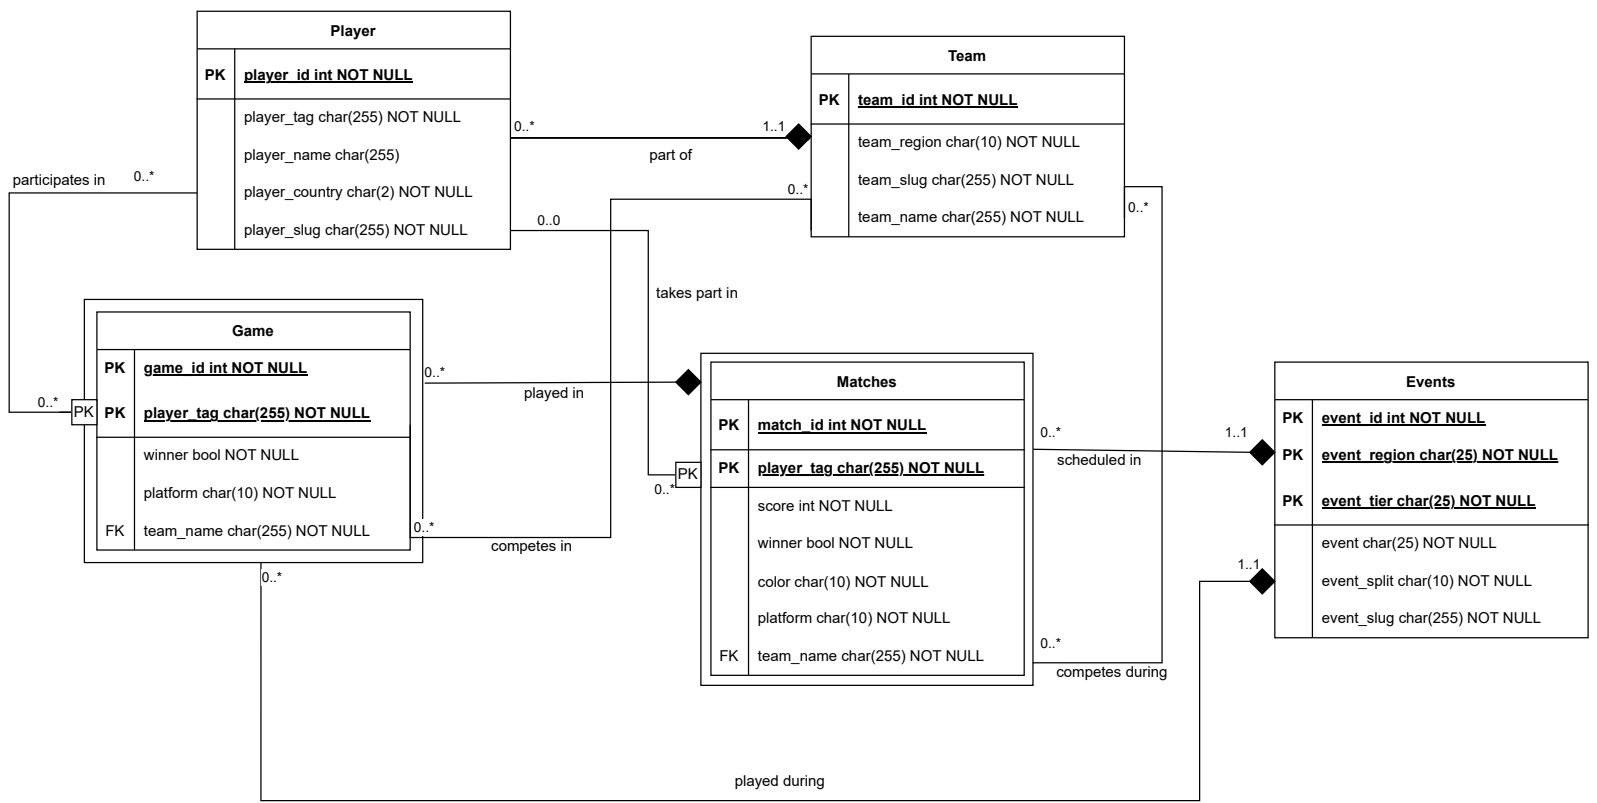 Player
PK player_id int NOT NULL
player_tag char(255) NOT NULL
player_name char(255)
player_country char(2) NOT NULL
player_slug char(255) NOT NULL
Team
PK team_id int NOT NULL
team_region char(10) NOT NULL
team_slug char(255) NOT NULL
team_name char(255) NOT NULL
0..*
1..1
part of
participates in
0..*
0..*
0..0
0..*
takes part in
Game
PK game_id int NOT NULL
0..*
PK
PK player_tag char(255) NOT NULL
winner bool NOT NULL
platform char(10) NOT NULL
FK team_name char(255) NOT NULL
0..*
played in
0..*
competes in
0..*
Matches
PK match_id int NOT NULL
PK
PK player_tag char(255) NOT NULL
0..*
score int NOT NULL
winner bool NOT NULL
color char(10) NOT NULL
platform char(10) NOT NULL
FK team_name char(255) NOT NULL
0..*
1..1
scheduled in
0..*
competes during
Events
PK event_id int NOT NULL
PK event_region char(25) NOT NULL
PK event_tier char(25) NOT NULL
event char(25) NOT NULL
event_split char(10) NOT NULL
event_slug char(255) NOT NULL
1..1
played during